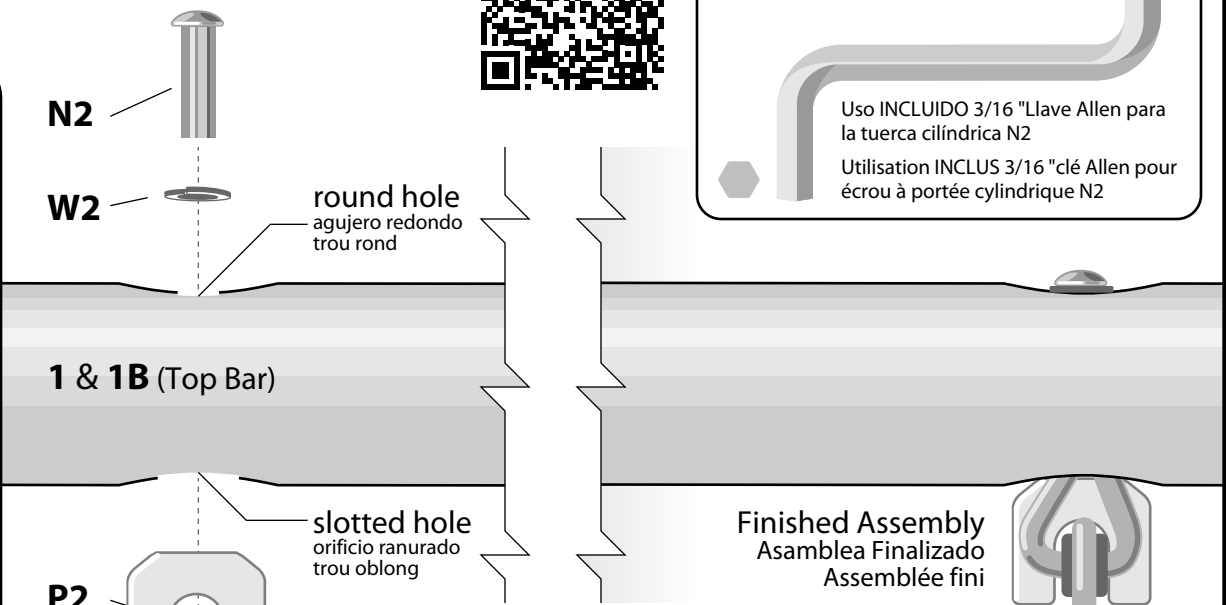 N2
W2
round hole
agujero redondo
trou rond
1 & 1B (Top Bar)
slotted hole
orificio ranurado
trou oblong
P2
Uso INCLUIDO 3/16 "Llave Allen para
la tuerca cilíndrica N2
Utilisation INCLUS 3/16 "clé Allen pour
écrou à portée cylindrique N2
Finished Assembly
Asamblea Finalizado
Assemblée fini